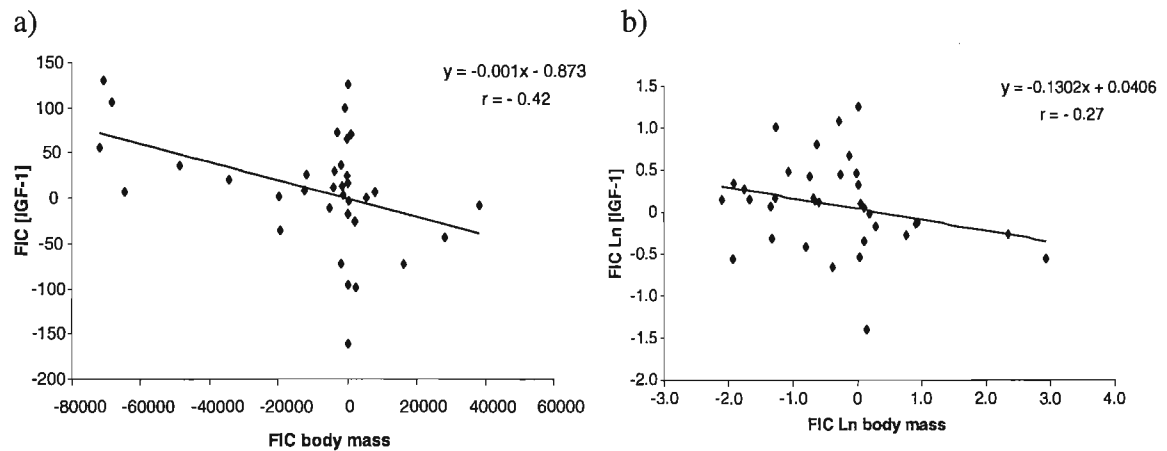 a)
y = -0.001x - 0.873
r = - 0.42
FIC [IGF-1]
150
100
50
0
-50
-100
-150
-200
-80000 -60000 -40000 -20000 0 20000 40000 60000
FIC body mass
b)
y = -0.1302x + 0.0406
r = - 0.27
FIC Ln [IGF-1]
1.5
1.0
0.5
0
-0.5
-1.0
-1.5
-2.0
-3.0 -2.0 -1.0 0.0 1.0 2.0 3.0 4.0
FIC Ln body mass